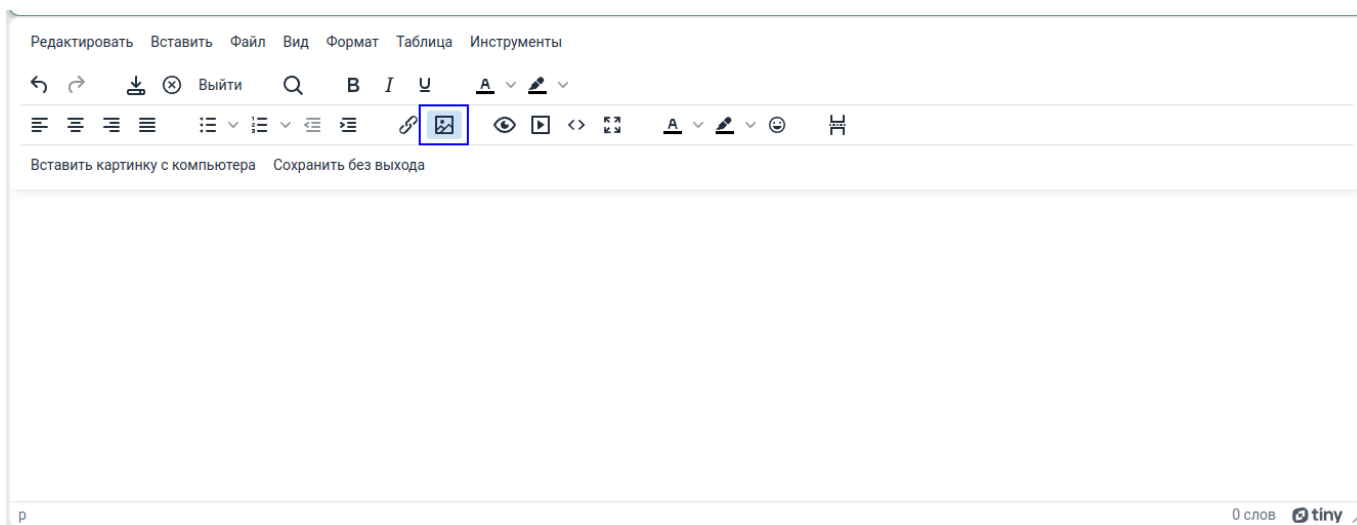 Редактировать Вставить Файл Вид Формат Таблица Инструменты
Выйти B I U A
A
Вставить картинку с компьютера Сохранить без выхода
p 0 слов tiny